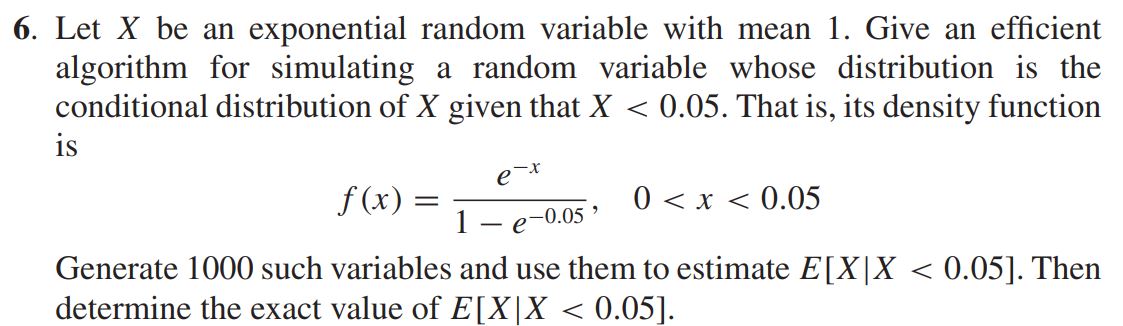 6. Let X be an exponential random variable with mean 1. Give an efficient
algorithm for simulating a random variable whose distribution is the
conditional distribution of X given that X < 0.05. That is, its density function
is
f(x) = e^{-x} / (1 − e^{−0.05}), 0 < x < 0.05
Generate 1000 such variables and use them to estimate E[X|X < 0.05]. Then
determine the exact value of E[X|X < 0.05].